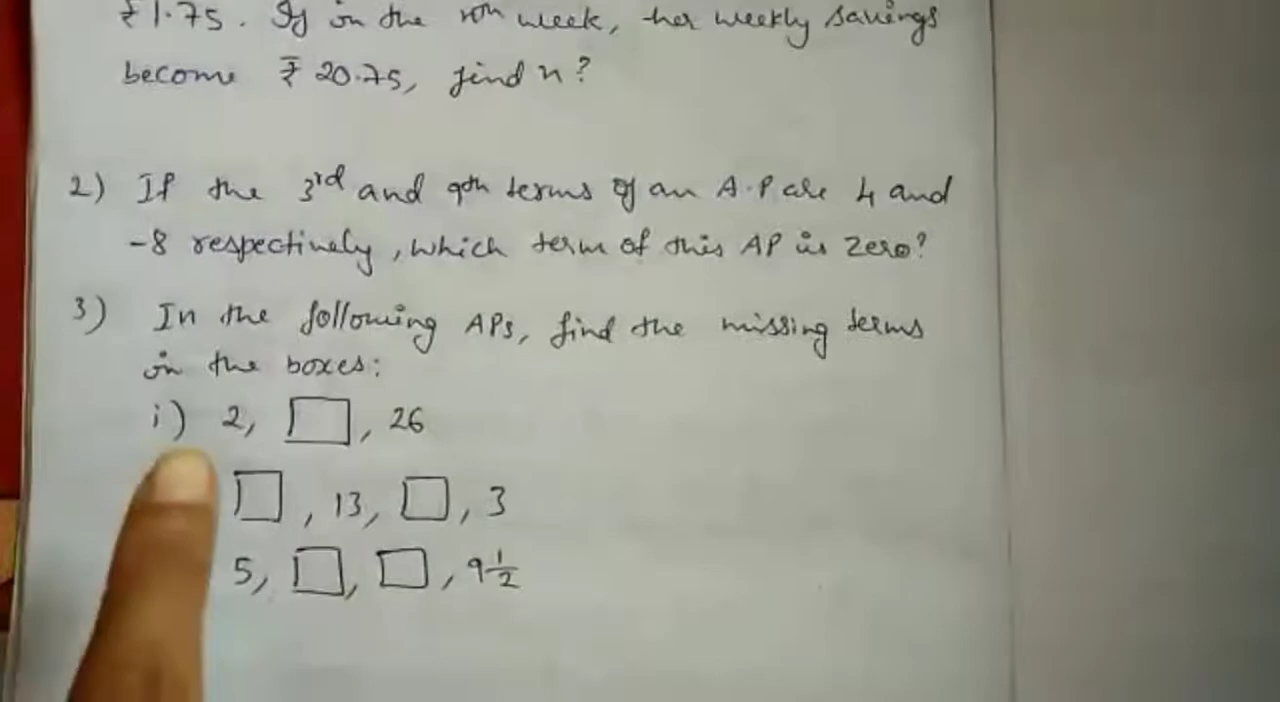 ₹1.75. If in the nth week, her weekly savings
become ₹ 20.75, find n?
2) If the 3rd and 9th terms of an A.P are 4 and
-8 respectively, which term of this AP is zero?
3) In the following APs, find the missing terms
in the boxes:
i) 2, □, 26
□, 13, □, 3
5, □, □, 9 1/2